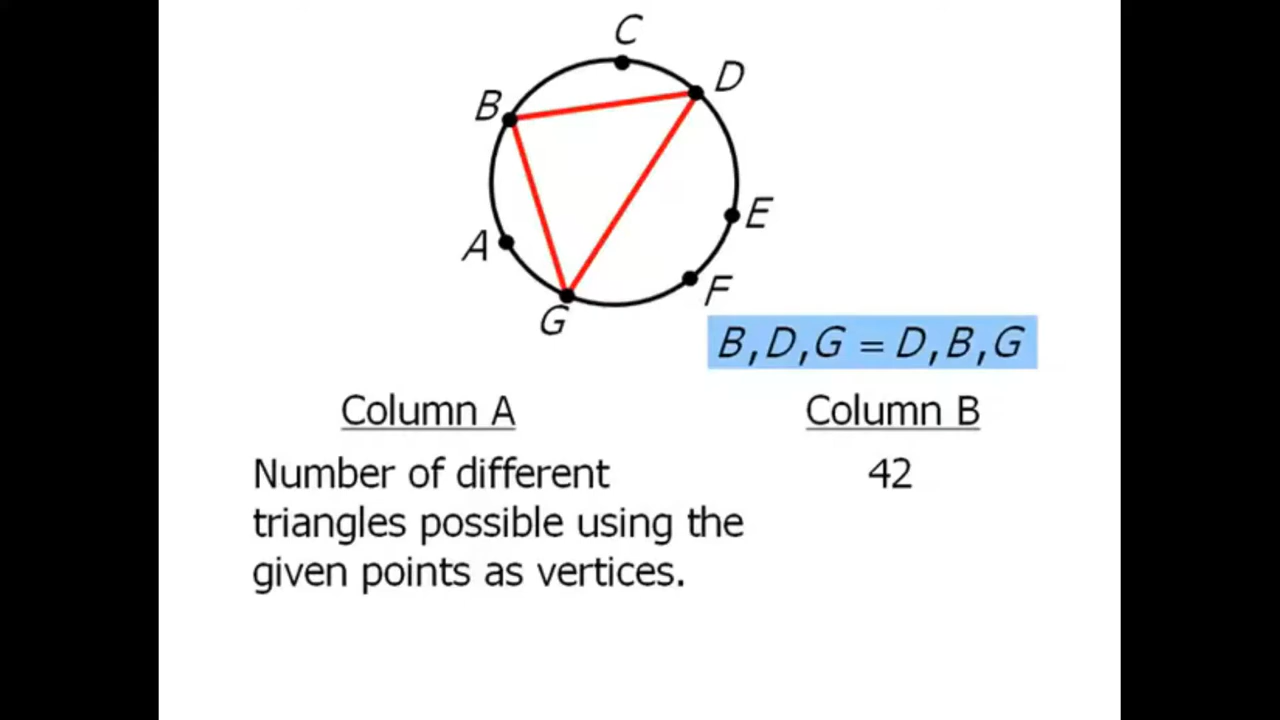 C
D
B
E
A
F
G
B,D,G = D,B,G
Column A
Column B
Number of different
42
triangles possible using the
given points as vertices.